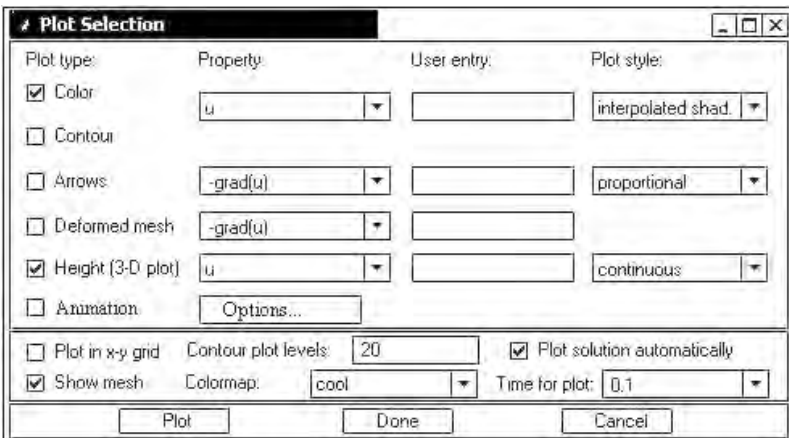 Plot Selection
Plot type: Property: User entry: Plot style:
Color u interpolated shad.
Contour
Arrows -grad(u) proportional
Deformed mesh -grad(u)
Height (3-D plot) u continuous
Animation Options...
Plot in x-y grid Contour plot levels: 20 Plot solution automatically
Show mesh Colormap: cool Time for plot: 0.1
Plot Done Cancel